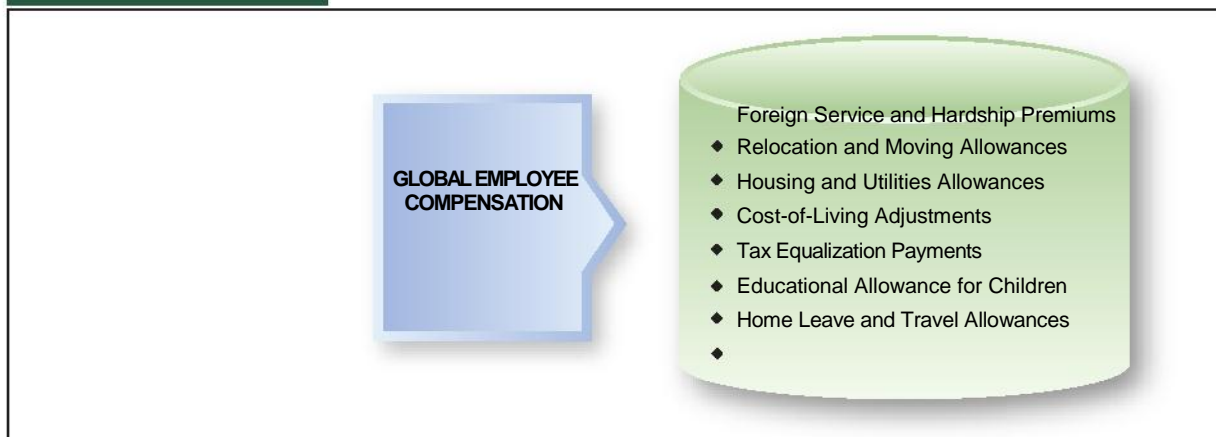 GLOBAL EMPLOYEE
COMPENSATION
Foreign Service and Hardship Premiums
◆ Relocation and Moving Allowances
◆ Housing and Utilities Allowances
◆ Cost-of-Living Adjustments
◆ Tax Equalization Payments
◆ Educational Allowance for Children
◆ Home Leave and Travel Allowances
◆